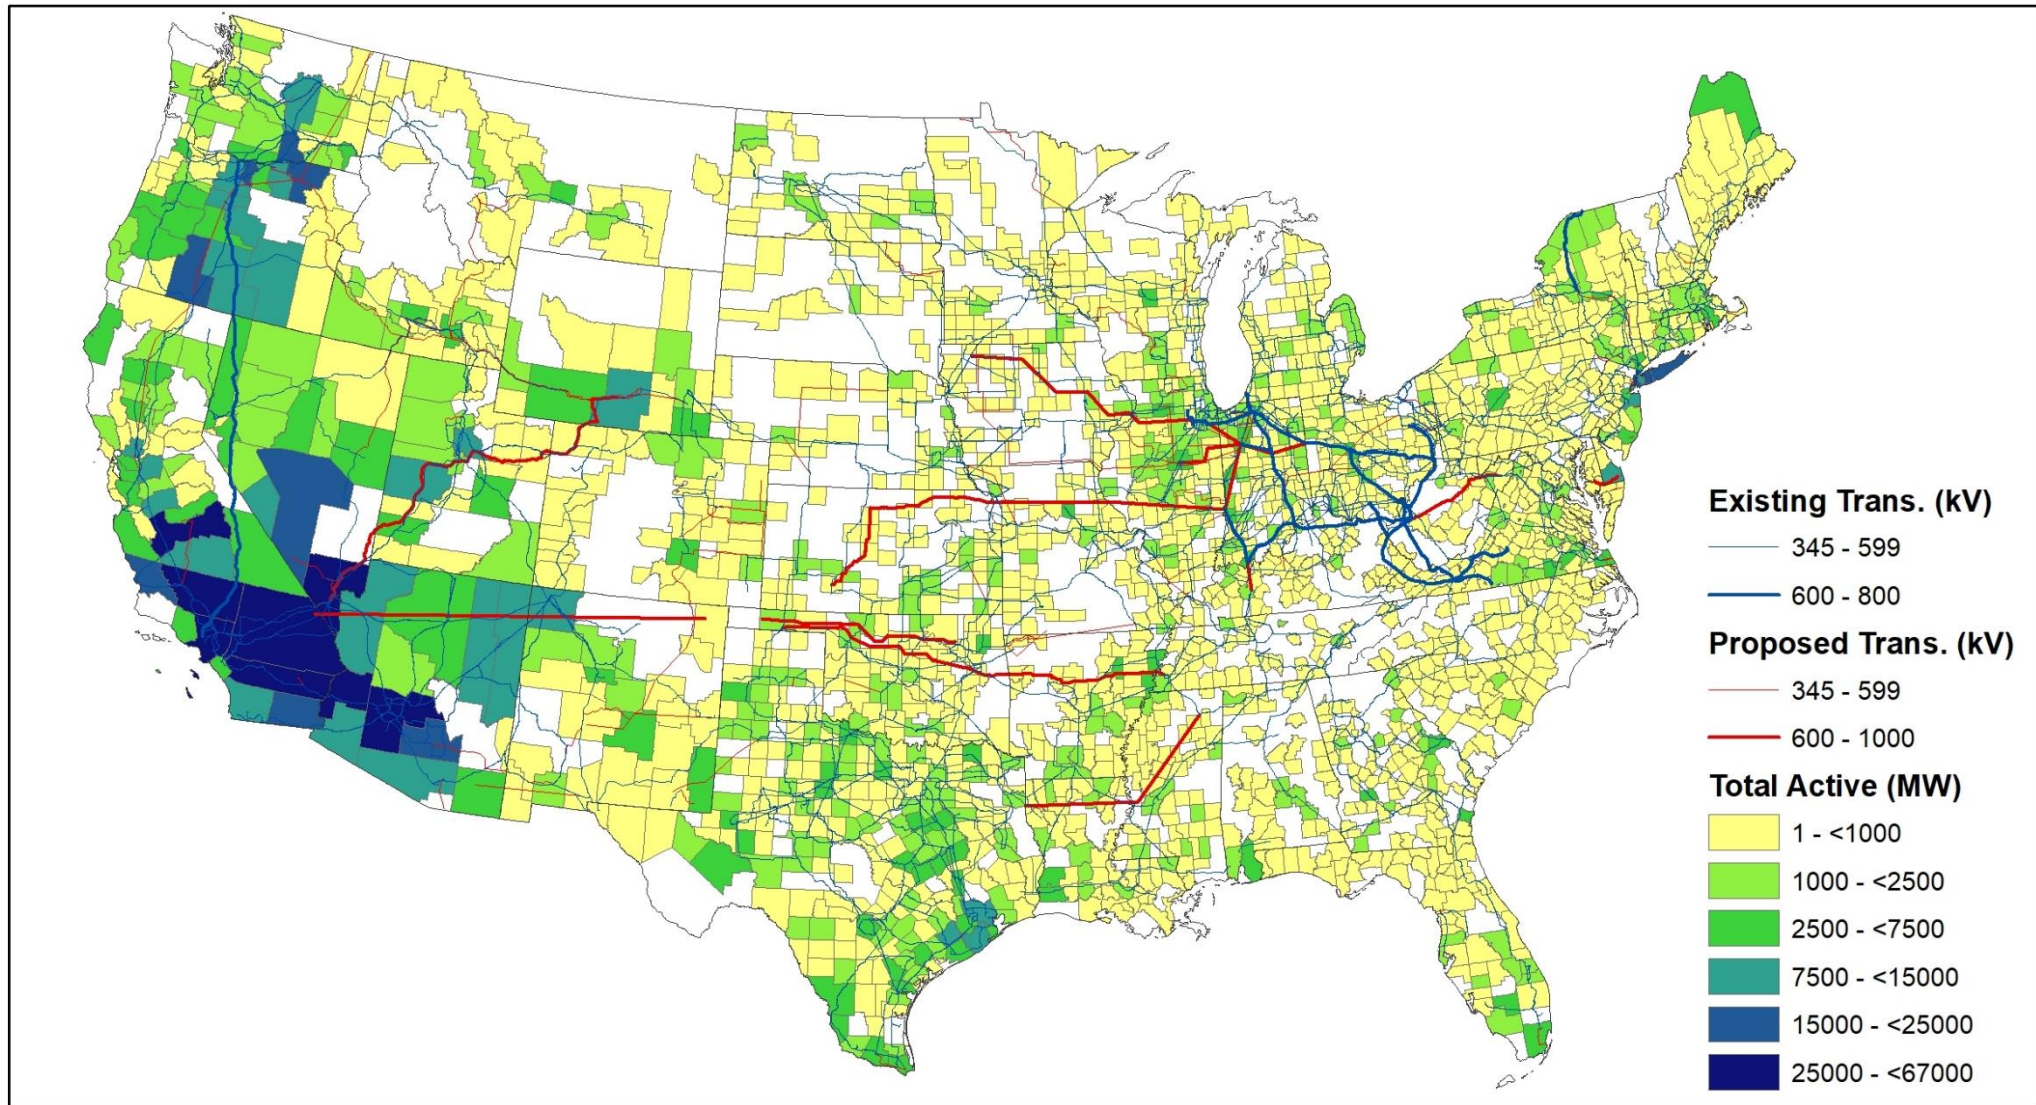 Existing Trans. (kV)
345 - 599
600 - 800
Proposed Trans. (kV)
345 - 599
600 - 1000
Total Active (MW)
1 - <1000
1000 - <2500
2500 - <7500
7500 - <15000
15000 - <25000
25000 - <67000